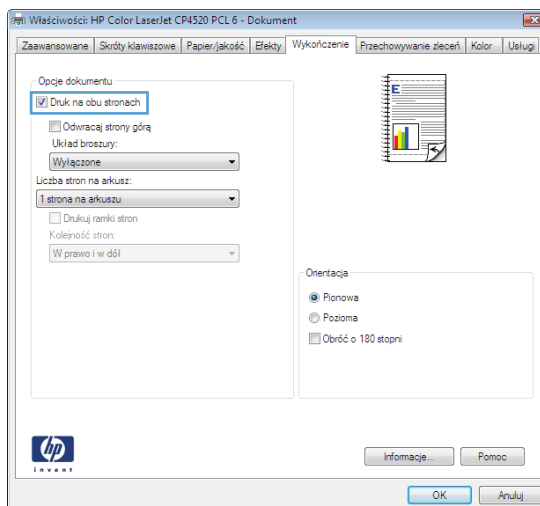 Właściwości: HP Color LaserJet CP4520 PCL 6 - Dokument
Zaawansowane Skróty klawiszowe Papier/jakość Efekty Wykończenie Przechowywanie zleceń Kolor Usługi
Opcje dokumentu
Druk na obu stronach
Odwracaj strony górą
Układ broszury:
Wyłączone
Liczba stron na arkusz:
1 strona na arkuszu
Drukuj ramki stron
Kolejność stron:
W prawo i w dół
E
Orientacja
Pionowa
Pozioma
Obróć o 180 stopni
hp
invent
Informacje...
Pomoc
OK
Anuluj